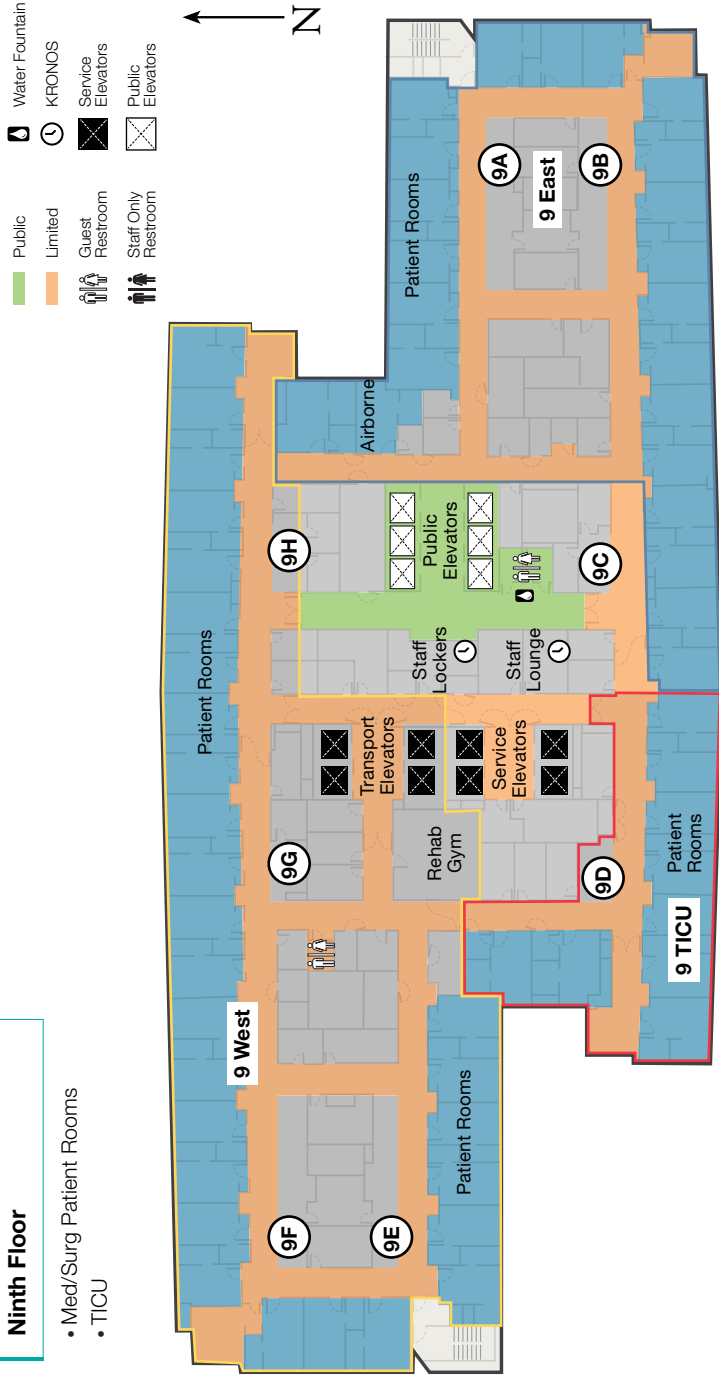 Ninth Floor
• Med/Surg Patient Rooms
• TICU
Public
Limited
Guest
Restroom
Staff Only
Restroom
Water Fountain
KRONOS
Service
Elevators
Public
Elevators
N
Patient Rooms
9 West
9F
9E
9G
9H
Patient Rooms
Rehab
Gym
Transport
Elevators
Service
Elevators
Staff
Lockers
Staff
Lounge
Public
Elevators
Airborne
Patient Rooms
9A
9 East
9B
9C
9D
9 TICU
Patient
Rooms